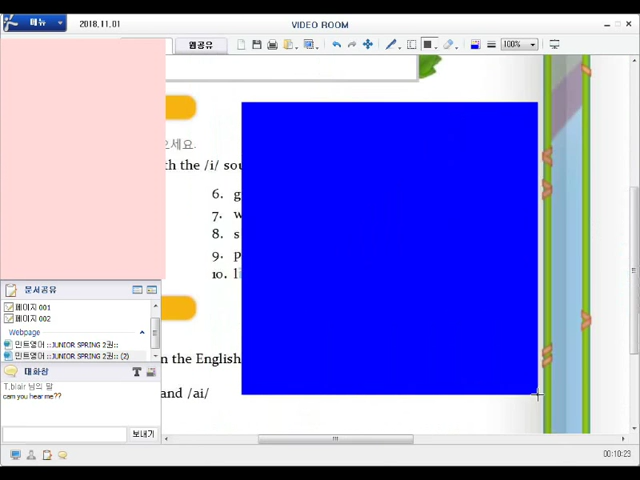 메뉴
2018.11.01
VIDEO ROOM
웹공유
100%
으세요.
th the /i/ sou
6. g
7. w
8. s
9. p
10. li
n the English
and /ai/
문서공유
페이지 001
페이지 002
Webpage
민트영어 ::JUNIOR SPRING 2권::
민트영어 ::JUNIOR SPRING 2권:: (2)
대화창
T.blair 님의 말
can you hear me??
보내기
00:10:23